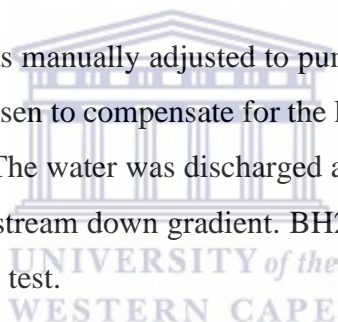 s manually adjusted to pu
sen to compensate for the
The water was discharged a
stream down gradient. BH2
UNIVERSITY of the
test.
WESTERN CAPE